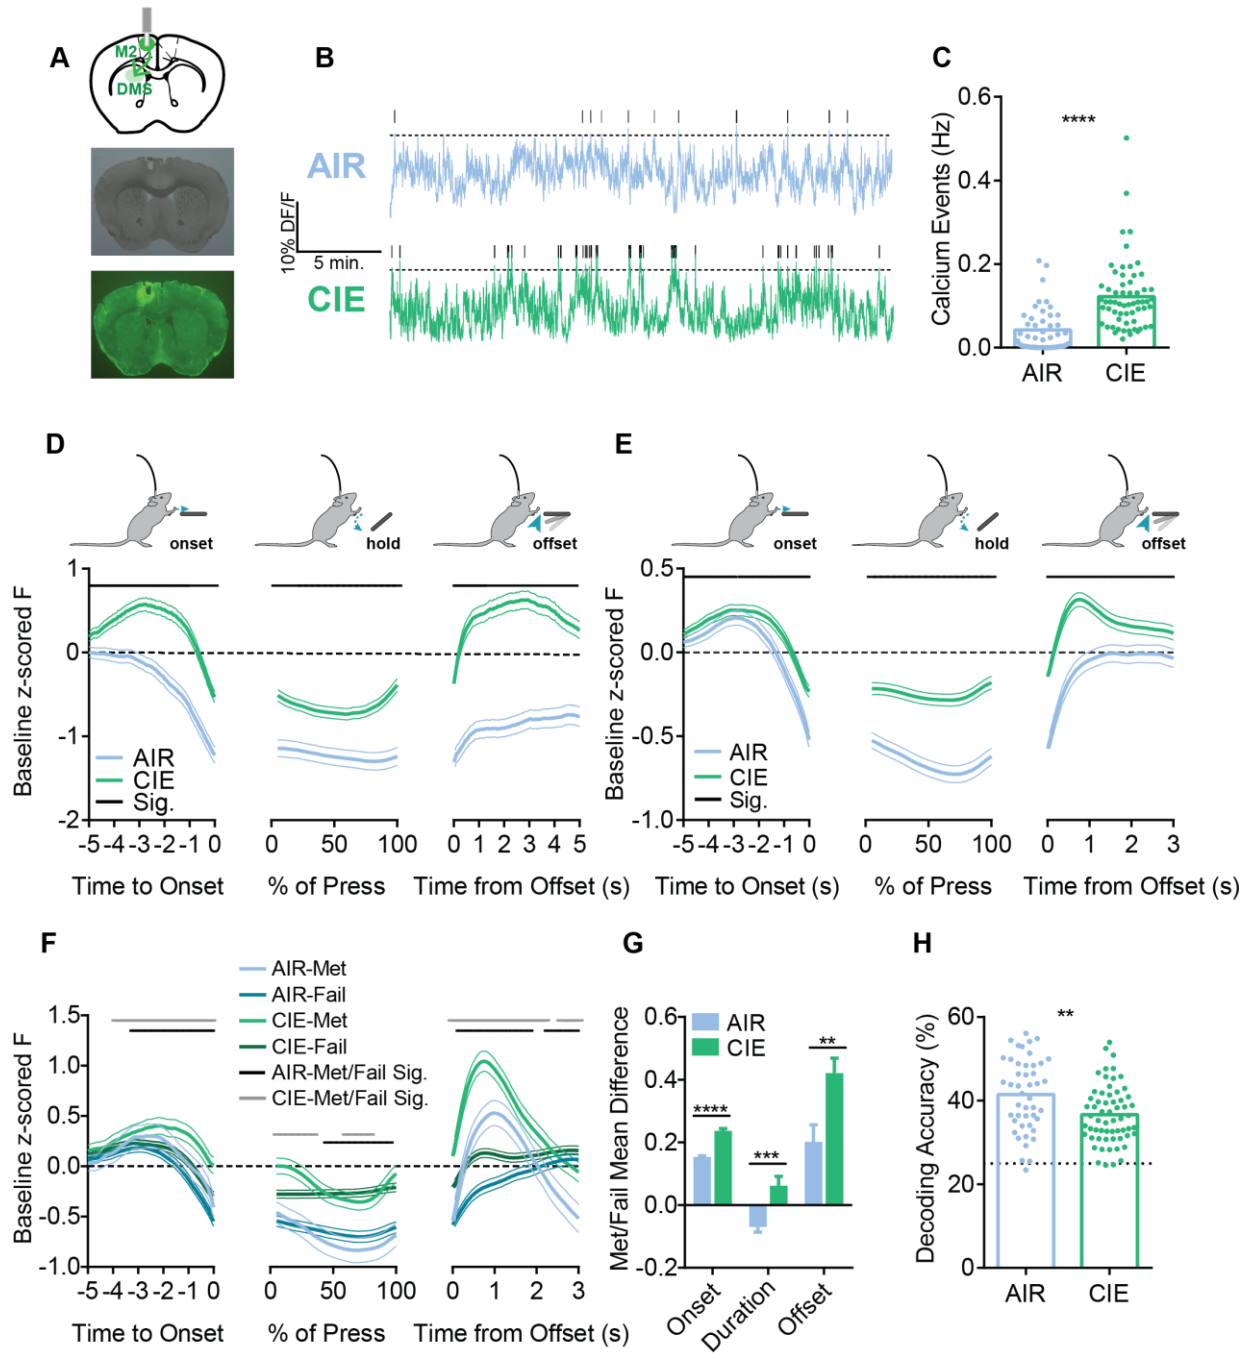 A
M2
DMS
B
AIR
10% DF/F
5 min.
CIE
C
Calcium Events (Hz)
0.6
****
0.4
0.2
0.0
AIR
CIE
D
onset
hold
offset
Baseline z-scored F
1
0
-1
-2
AIR
CIE
Sig.
-5 -4 -3 -2 -1 0
0 50 100
0 1 2 3 4 5
Time to Onset
% of Press
Time from Offset (s)
E
onset
hold
offset
Baseline z-scored F
0.5
0.0
-0.5
-1.0
AIR
CIE
Sig.
-5 -4 -3 -2 -1 0
0 50 100
0 1 2 3
Time to Onset (s)
% of Press
Time from Offset (s)
F
AIR-Met
AIR-Fail
CIE-Met
CIE-Fail
AIR-Met/Fail Sig.
CIE-Met/Fail Sig.
Baseline z-scored F
1.5
1.0
0.5
0.0
-0.5
-1.0
-5 -4 -3 -2 -1 0
0 50 100
0 1 2 3
Time to Onset
% of Press
Time from Offset (s)
G
Met/Fail Mean Difference
0.6
0.4
0.2
0.0
-0.2
AIR
CIE
****
***
**
Onset
Duration
Offset
H
Decoding Accuracy (%)
60
40
20
0
**
AIR
CIE